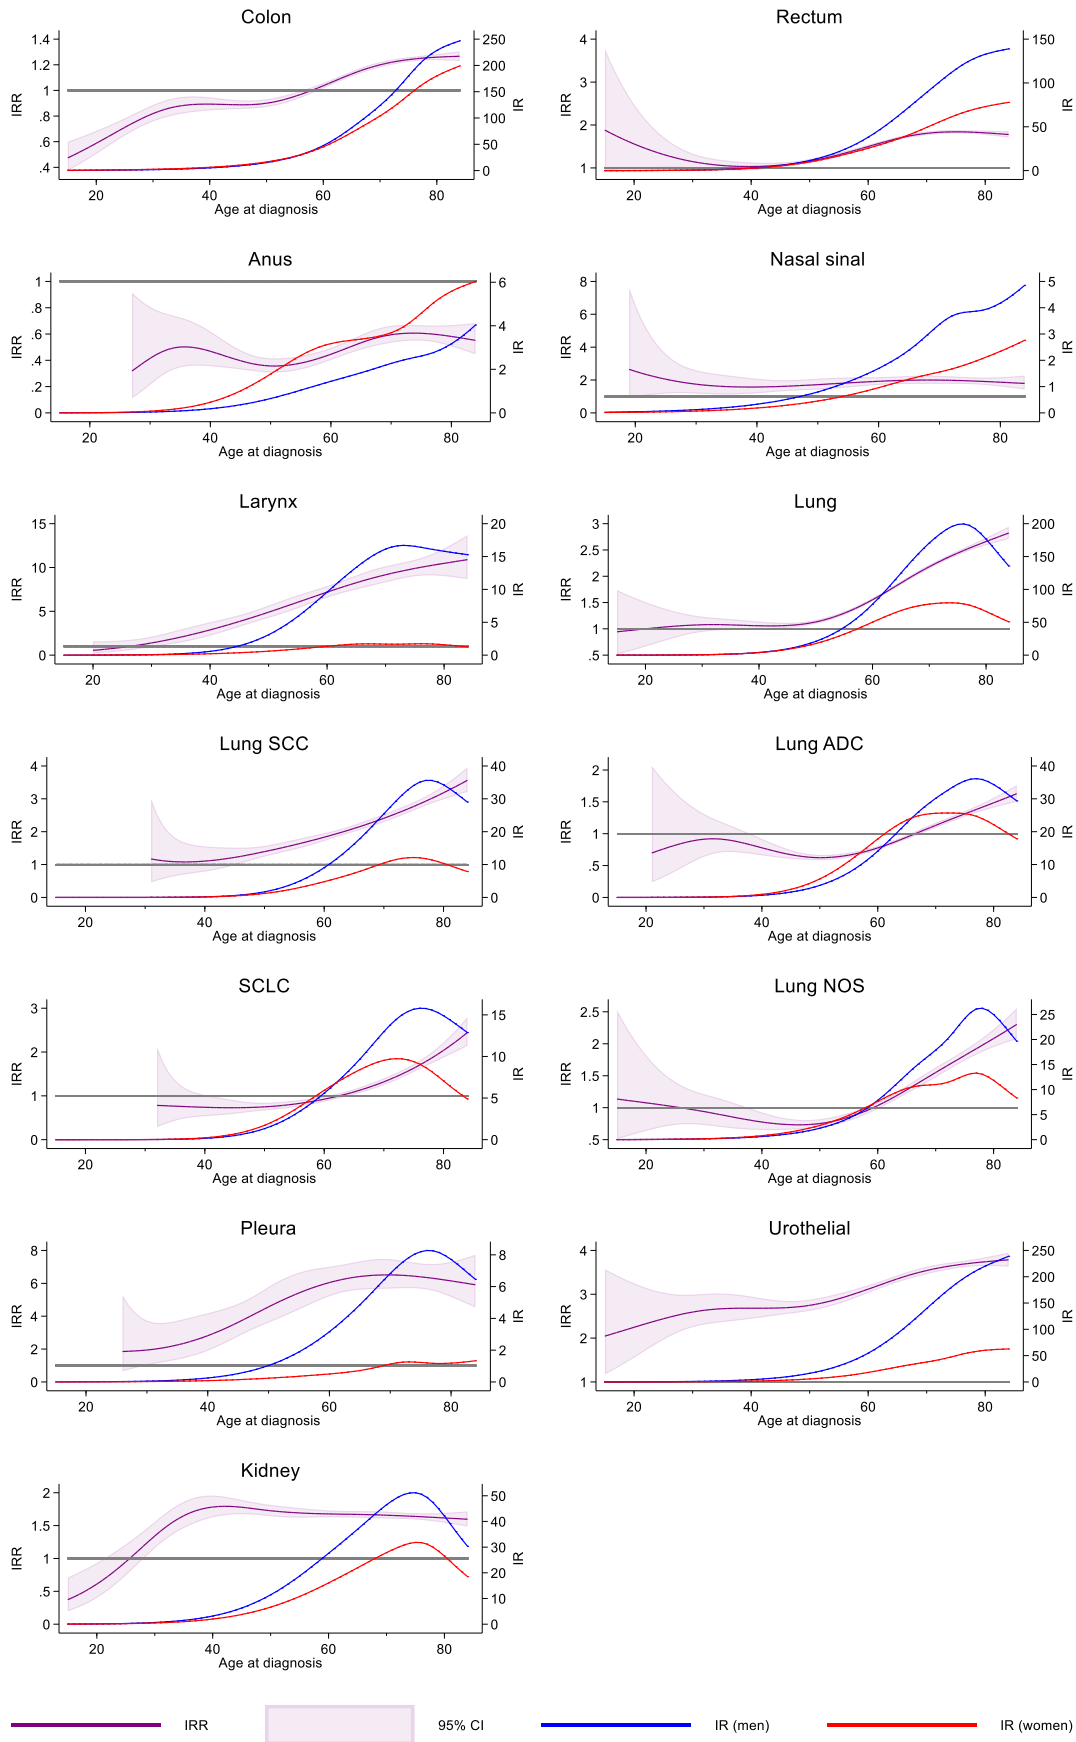 Colon
1.4
1.2
1
.8
.6
.4
IRR
250
200
150
100
50
0
IR
20 40 60 80
Age at diagnosis
Rectum
4
3
2
1
IRR
150
100
50
0
IR
20 40 60 80
Age at diagnosis
Anus
1
.8
.6
.4
.2
0
IRR
6
4
2
0
IR
20 40 60 80
Age at diagnosis
Nasal sinal
8
6
4
2
0
IRR
5
4
3
2
1
0
IR
20 40 60 80
Age at diagnosis
Larynx
15
10
5
0
IRR
20
15
10
5
0
IR
20 40 60 80
Age at diagnosis
Lung
3
2.5
2
1.5
1
.5
IRR
200
150
100
50
0
IR
20 40 60 80
Age at diagnosis
Lung SCC
4
3
2
1
0
IRR
40
30
20
10
0
IR
20 40 60 80
Age at diagnosis
Lung ADC
2
1.5
1
.5
0
IRR
40
30
20
10
0
IR
20 40 60 80
Age at diagnosis
SCLC
3
2
1
0
IRR
15
10
5
0
IR
20 40 60 80
Age at diagnosis
Lung NOS
2.5
2
1.5
1
.5
IRR
25
20
15
10
5
0
IR
20 40 60 80
Age at diagnosis
Pleura
8
6
4
2
0
IRR
8
6
4
2
0
IR
20 40 60 80
Age at diagnosis
Urothelial
4
3
2
1
IRR
250
200
150
100
50
0
IR
20 40 60 80
Age at diagnosis
Kidney
2
1.5
1
.5
0
IRR
50
40
30
20
10
0
IR
20 40 60 80
Age at diagnosis
IRR 95% CI IR (men) IR (women)